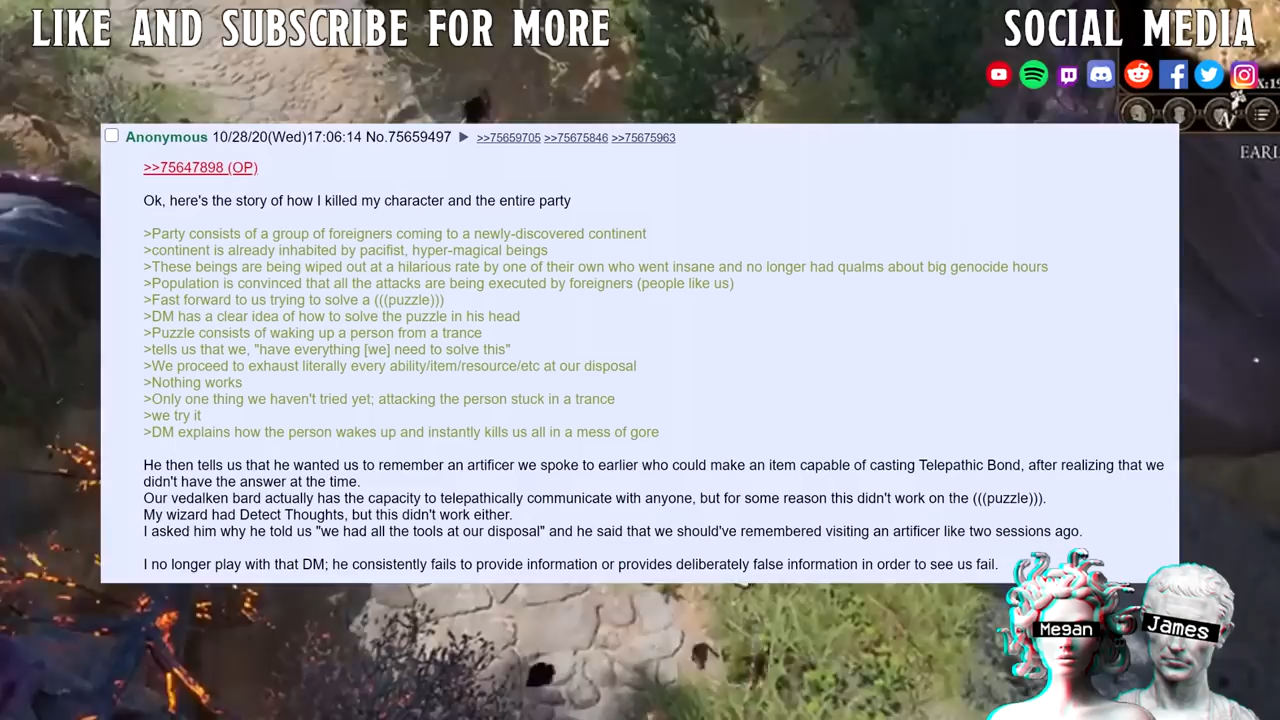 LIKE AND SUBSCRIBE FOR MORE
SOCIAL MEDIA
Anonymous 10/28/20(Wed)17:06:14 No.75659497 ▶ >>75659705 >>75675846 >>75675963
>>75647898 (OP)
Ok, here's the story of how I killed my character and the entire party
>Party consists of a group of foreigners coming to a newly-discovered continent
>continent is already inhabited by pacifist, hyper-magical beings
>These beings are being wiped out at a hilarious rate by one of their own who went insane and no longer had qualms about big genocide hours
>Population is convinced that all the attacks are being executed by foreigners (people like us)
>Fast forward to us trying to solve a (((puzzle)))
>DM has a clear idea of how to solve the puzzle in his head
>Puzzle consists of waking up a person from a trance
>tells us that we, "have everything [we] need to solve this"
>We proceed to exhaust literally every ability/item/resource/etc at our disposal
>Nothing works
>Only one thing we haven't tried yet; attacking the person stuck in a trance
>we try it
>DM explains how the person wakes up and instantly kills us all in a mess of gore
He then tells us that he wanted us to remember an artificer we spoke to earlier who could make an item capable of casting Telepathic Bond, after realizing that we
didn't have the answer at the time.
Our vedalken bard actually has the capacity to telepathically communicate with anyone, but for some reason this didn't work on the (((puzzle))).
My wizard had Detect Thoughts, but this didn't work either.
I asked him why he told us "we had all the tools at our disposal" and he said that we should've remembered visiting an artificer like two sessions ago.
I no longer play with that DM; he consistently fails to provide information or provides deliberately false information in order to see us fail.
Megan
James
N
EARL